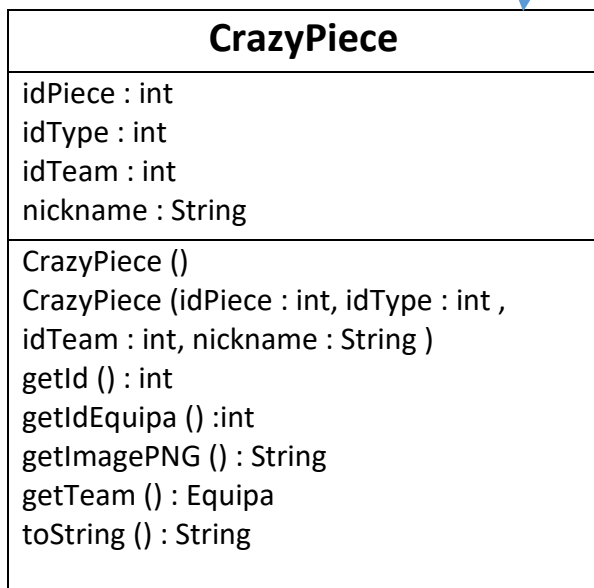 CrazyPiece
idPiece : int
idType : int
idTeam : int
nickname : String
CrazyPiece ()
CrazyPiece (idPiece : int, idType : int ,
idTeam : int, nickname : String )
getId () : int
getIdEquipa () :int
getImagePNG () : String
getTeam () : Equipa
toString () : String